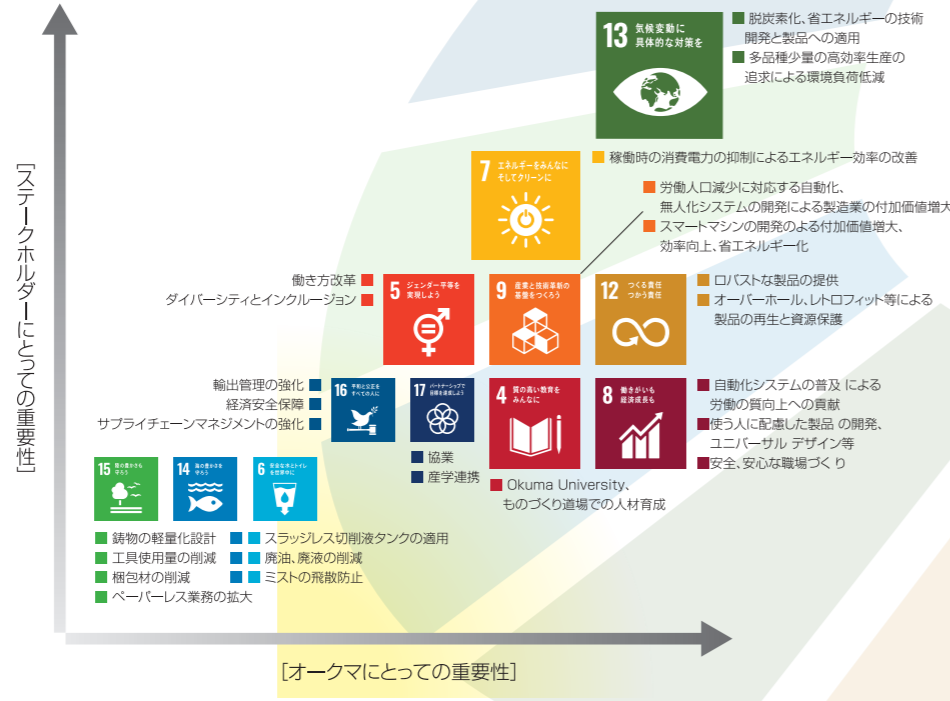 13 気候変動に
具体的な対策を
■ 脱炭素化、省エネルギーの技術
開発と製品への適用
■ 多品種少量の高効率生産の
追求による環境負荷低減
[ステークホルダーにとっての重要性]
7 エネルギーをみんなに
そしてクリーンに
■ 稼働時の消費電力の抑制によるエネルギー効率の改善
■ 労働人口減少に対応する自動化、
無人化システムの開発による製造業の付加価値増大
■ スマートマシンの開発のよる付加価値増大、
効率向上、省エネルギー化
働き方改革 ■
ダイバーシティとインクルージョン ■
5 ジェンダー平等を
実現しよう
9 産業と技術革新の
基盤をつくろう
12 つくる責任
つかう責任
■ ロバストな製品の提供
■ オーバーホール、レトロフィット等による
製品の再生と資源保護
輸出管理の強化 ■
経済安全保障 ■
サプライチェーンマネジメントの強化 ■
16 平和と公正を
すべての人に
17 パートナーシップで
目標を達成しよう
■ 協業
■ 産学連携
4 質の高い教育を
みんなに
■ Okuma University、
ものづくり道場での人材育成
8 働きがいも
経済成長も
■ 自動化システムの普及 による
労働の質向上への貢献
■使う人に配慮した製品 の開発、
ユニバーサル デザイン等
■安全、安心な職場づく り
15 陸の豊かさも
守ろう
14 海の豊かさを
守ろう
6 安全な水とトイレ
を世界中に
■ 鋳物の軽量化設計
■ 工具使用量の削減
■ 梱包材の削減
■ ペーパーレス業務の拡大
■ ■ スラッジレス切削液タンクの適用
■ ■ 廃油、廃液の削減
■ ■ ミストの飛散防止
[オークマにとっての重要性]